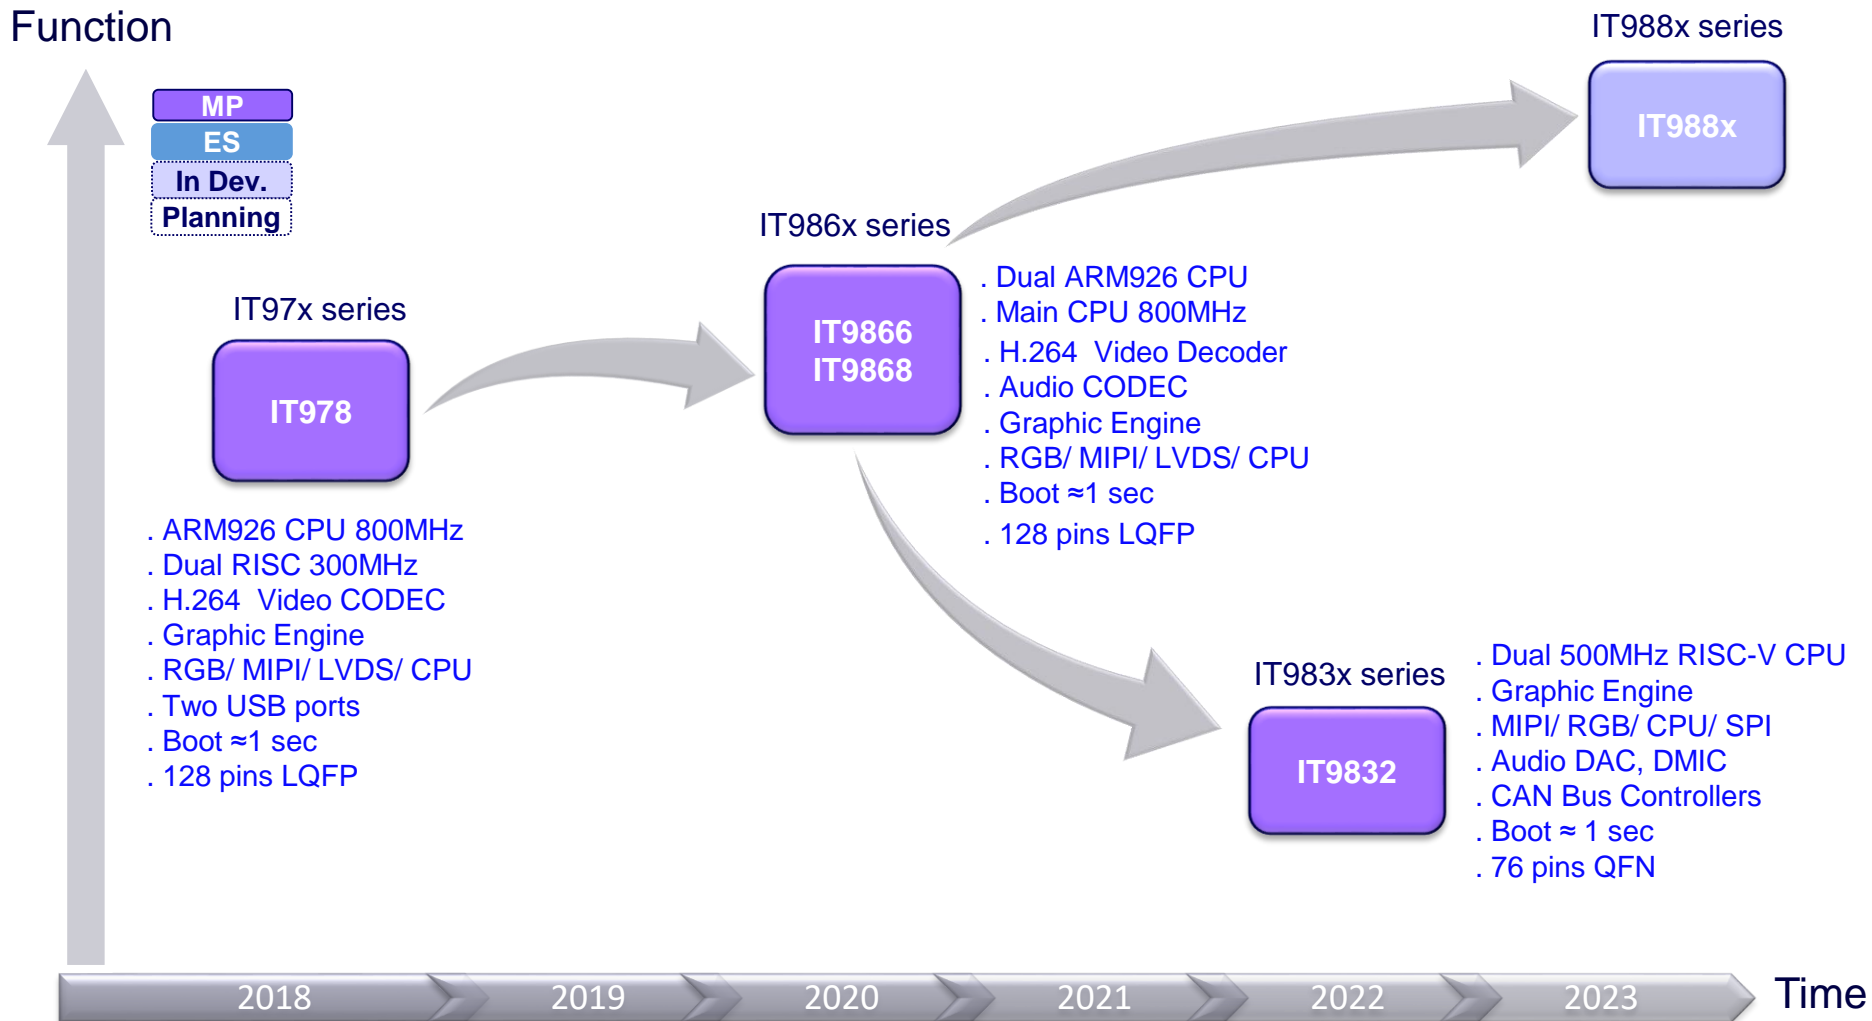 Function
IT988x series
IT988x
MP
ES
In Dev.
Planning
IT986x series
IT9866
IT9868
. Dual ARM926 CPU
. Main CPU 800MHz
. H.264  Video Decoder
. Audio CODEC
. Graphic Engine
. RGB/ MIPI/ LVDS/ CPU
. Boot ≈1 sec
. 128 pins LQFP
IT97x series
IT978
. ARM926 CPU 800MHz
. Dual RISC 300MHz
. H.264  Video CODEC
. Graphic Engine
. RGB/ MIPI/ LVDS/ CPU
. Two USB ports
. Boot ≈1 sec
. 128 pins LQFP
IT983x series
IT9832
. Dual 500MHz RISC-V CPU
. Graphic Engine
. MIPI/ RGB/ CPU/ SPI
. Audio DAC, DMIC
. CAN Bus Controllers
. Boot ≈ 1 sec
. 76 pins QFN
2018 2019 2020 2021 2022 2023 Time